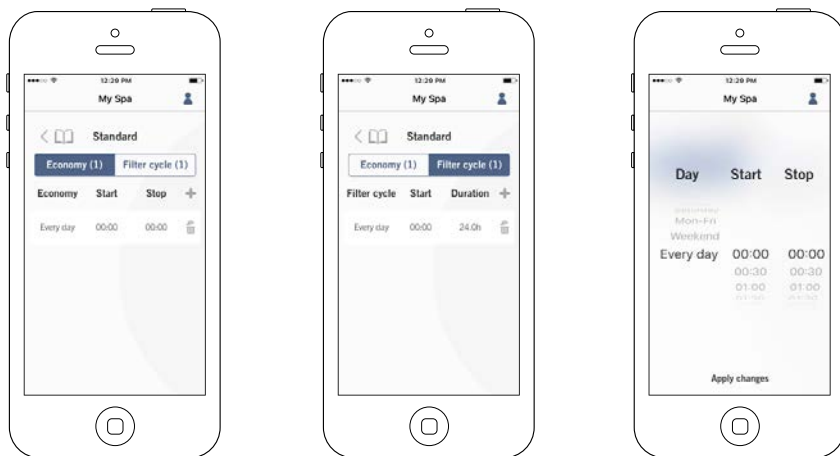 12:29 PM
My Spa
Standard
Economy (1) Filter cycle (1)
Economy Start Stop +
Every day 00:00 00:00
12:29 PM
My Spa
Standard
Economy (1) Filter cycle (1)
Filter cycle Start Duration +
Every day 00:00 24.0h
12:29 PM
My Spa
Day Start Stop
Mon-Fri
Weekend
Every day 00:00 00:00
00:30 00:30
01:00 01:00
Apply changes